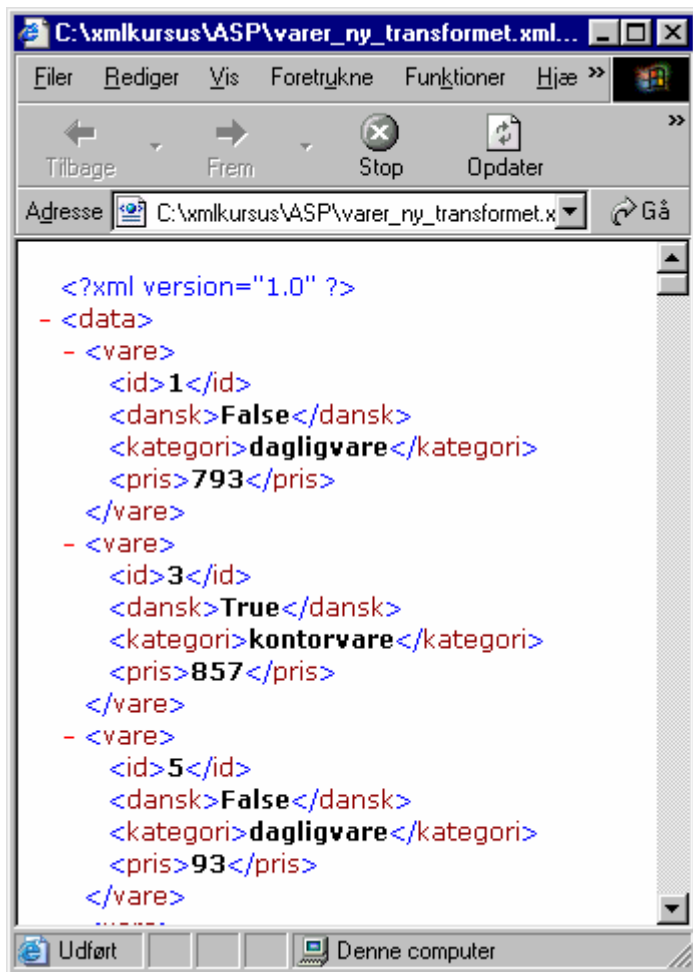 C:\xmlkursus\ASP\varer_ny_transformet.xml...
Filer Rediger Vis Foretrukne Funktioner Hjæ »
Tilbage Frem Stop Opdater »
Adresse C:\xmlkursus\ASP\varer_ny_transformet.x Gå
<?xml version="1.0" ?>
- <data>
- <vare>
<id>1</id>
<dansk>False</dansk>
<kategori>dagligvare</kategori>
<pris>793</pris>
</vare>
- <vare>
<id>3</id>
<dansk>True</dansk>
<kategori>kontorvare</kategori>
<pris>857</pris>
</vare>
- <vare>
<id>5</id>
<dansk>False</dansk>
<kategori>dagligvare</kategori>
<pris>93</pris>
</vare>
Udført Denne computer